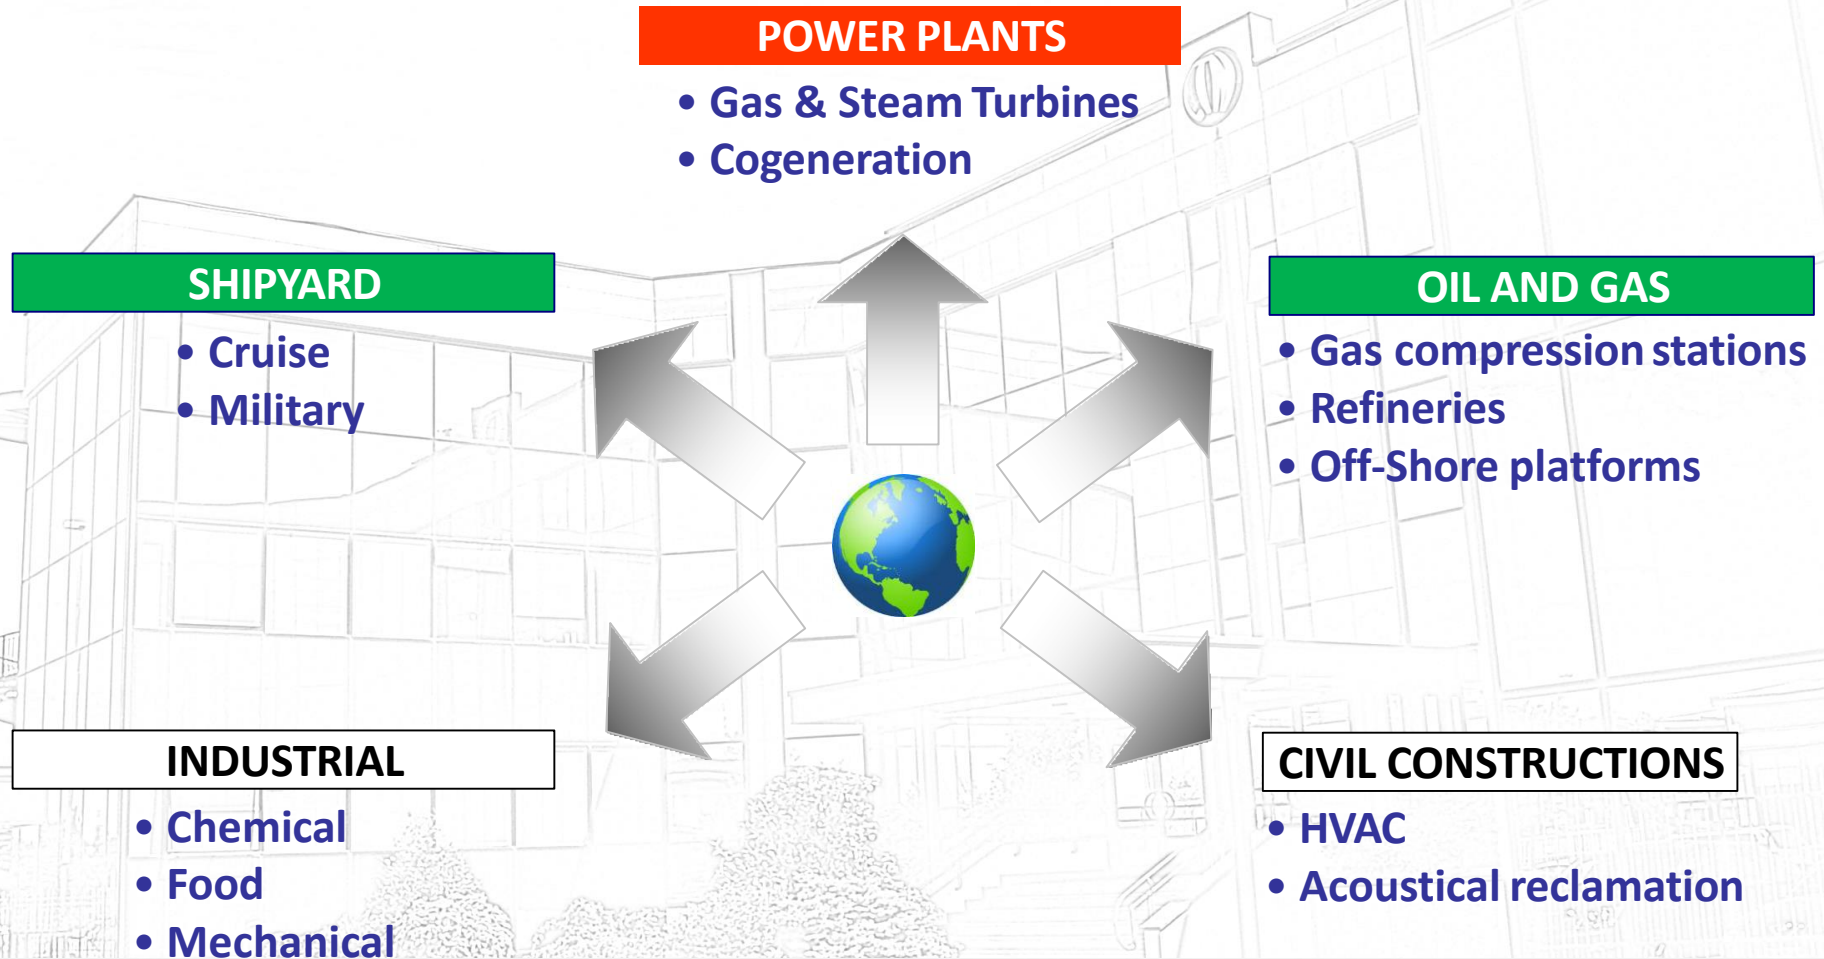 POWER PLANTS
• Gas & Steam Turbines
• Cogeneration
SHIPYARD
• Cruise
• Military
OIL AND GAS
• Gas compression stations
• Refineries
• Off-Shore platforms
INDUSTRIAL
• Chemical
• Food
• Mechanical
CIVIL CONSTRUCTIONS
• HVAC
• Acoustical reclamation